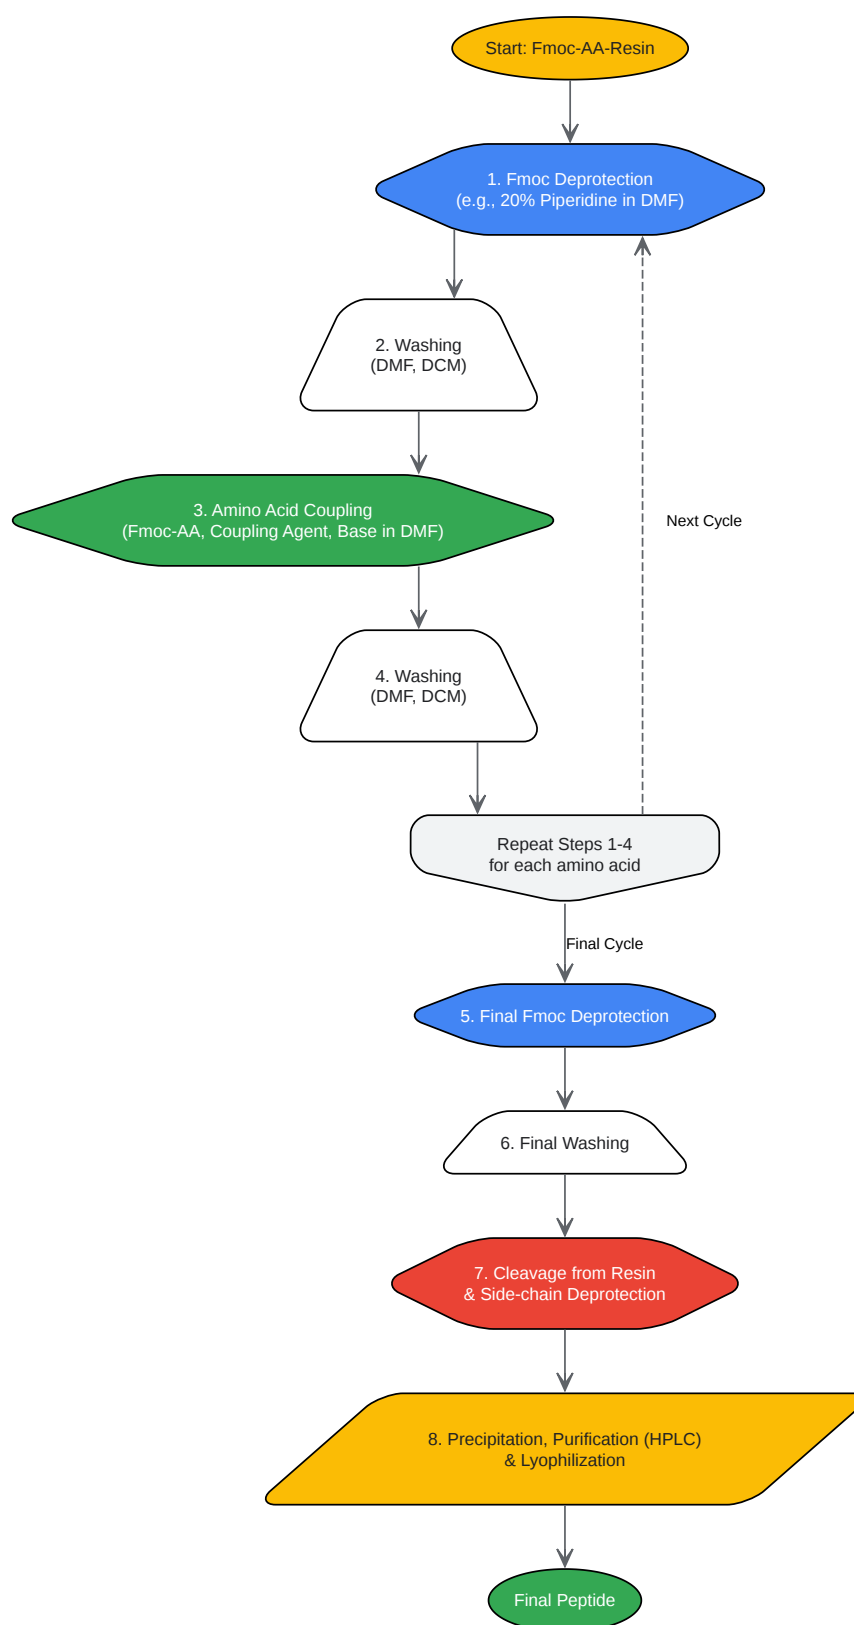 Start: Fmoc-AA-Resin
1. Fmoc Deprotection
(e.g., 20% Piperidine in DMF)
2. Washing
(DMF, DCM)
3. Amino Acid Coupling
(Fmoc-AA, Coupling Agent, Base in DMF)
Next Cycle
4. Washing
(DMF, DCM)
Repeat Steps 1-4
for each amino acid
Final Cycle
5. Final Fmoc Deprotection
6. Final Washing
7. Cleavage from Resin
& Side-chain Deprotection
8. Precipitation, Purification (HPLC)
& Lyophilization
Final Peptide